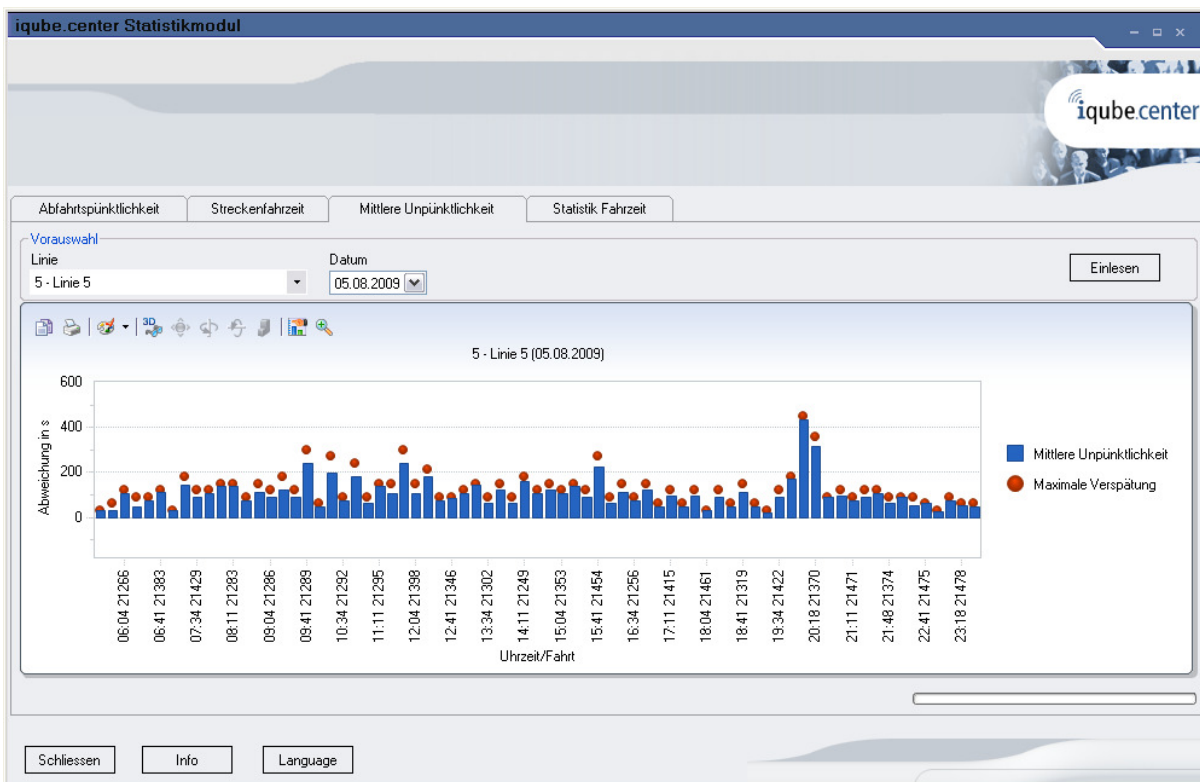 iqube.center Statistikmodul
iqube.center
Abfahrtspünktlichkeit
Streckenfahrzeit
Mittlere Unpünktlichkeit
Statistik Fahrzeit
Vorauswahl
Linie
Datum
5 - Linie 5
05.08.2009
Einlesen
3D
5 - Linie 5 (05.08.2009)
Abweichung in s
600
400
200
0
Mittlere Unpünktlichkeit
Maximale Verspätung
06:04 21266
06:41 21383
07:34 21429
08:11 21283
09:04 21286
09:41 21289
10:34 21292
11:11 21295
12:04 21398
12:41 21346
13:34 21302
14:11 21249
15:04 21353
15:41 21454
16:34 21256
17:11 21415
18:04 21461
18:41 21319
19:34 21422
20:18 21370
21:11 21471
21:48 21374
22:41 21475
23:18 21478
Uhrzeit/Fahrt
Schliessen
Info
Language